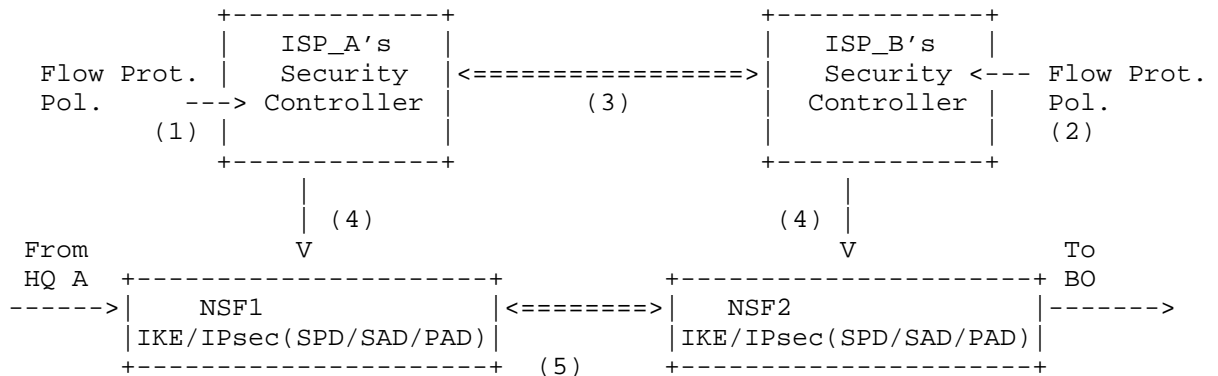 ISP_A's ISP_B's
Flow Prot. Security <=================> Security <--- Flow Prot.
Pol. ---> Controller (3) Controller Pol.
(1) (2)
(4) (4)
From V V To
HQ A BO
------> NSF1 <========> NSF2 ------->
IKE/IPsec(SPD/SAD/PAD) IKE/IPsec(SPD/SAD/PAD)
(5)